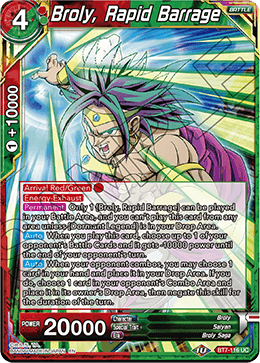 4
Broly, Rapid Barrage
BATTLE
1 +10000
Arrival Red/Green
Energy-Exhaust
Permanent Only 1 {Broly, Rapid Barrage} can be played
in your Battle Area, and you can't play this card from any
area unless {Dormant Legend} is in your Drop Area.
Auto When you play this card, choose up to 1 of your
opponent's Battle Cards and it gets -10000 power until
the end of your opponent's turn.
Auto When your opponent combos, you may choose 1
card in your hand and place it in your Drop Area. If you
do, choose 1 card in your opponent's Combo Area and
place it in its owner's Drop Area, then negate this skill for
the duration of the turn.
POWER 20000
Character Broly
Special Trait Saiyan
Era Broly Saga
BT7-116 UC